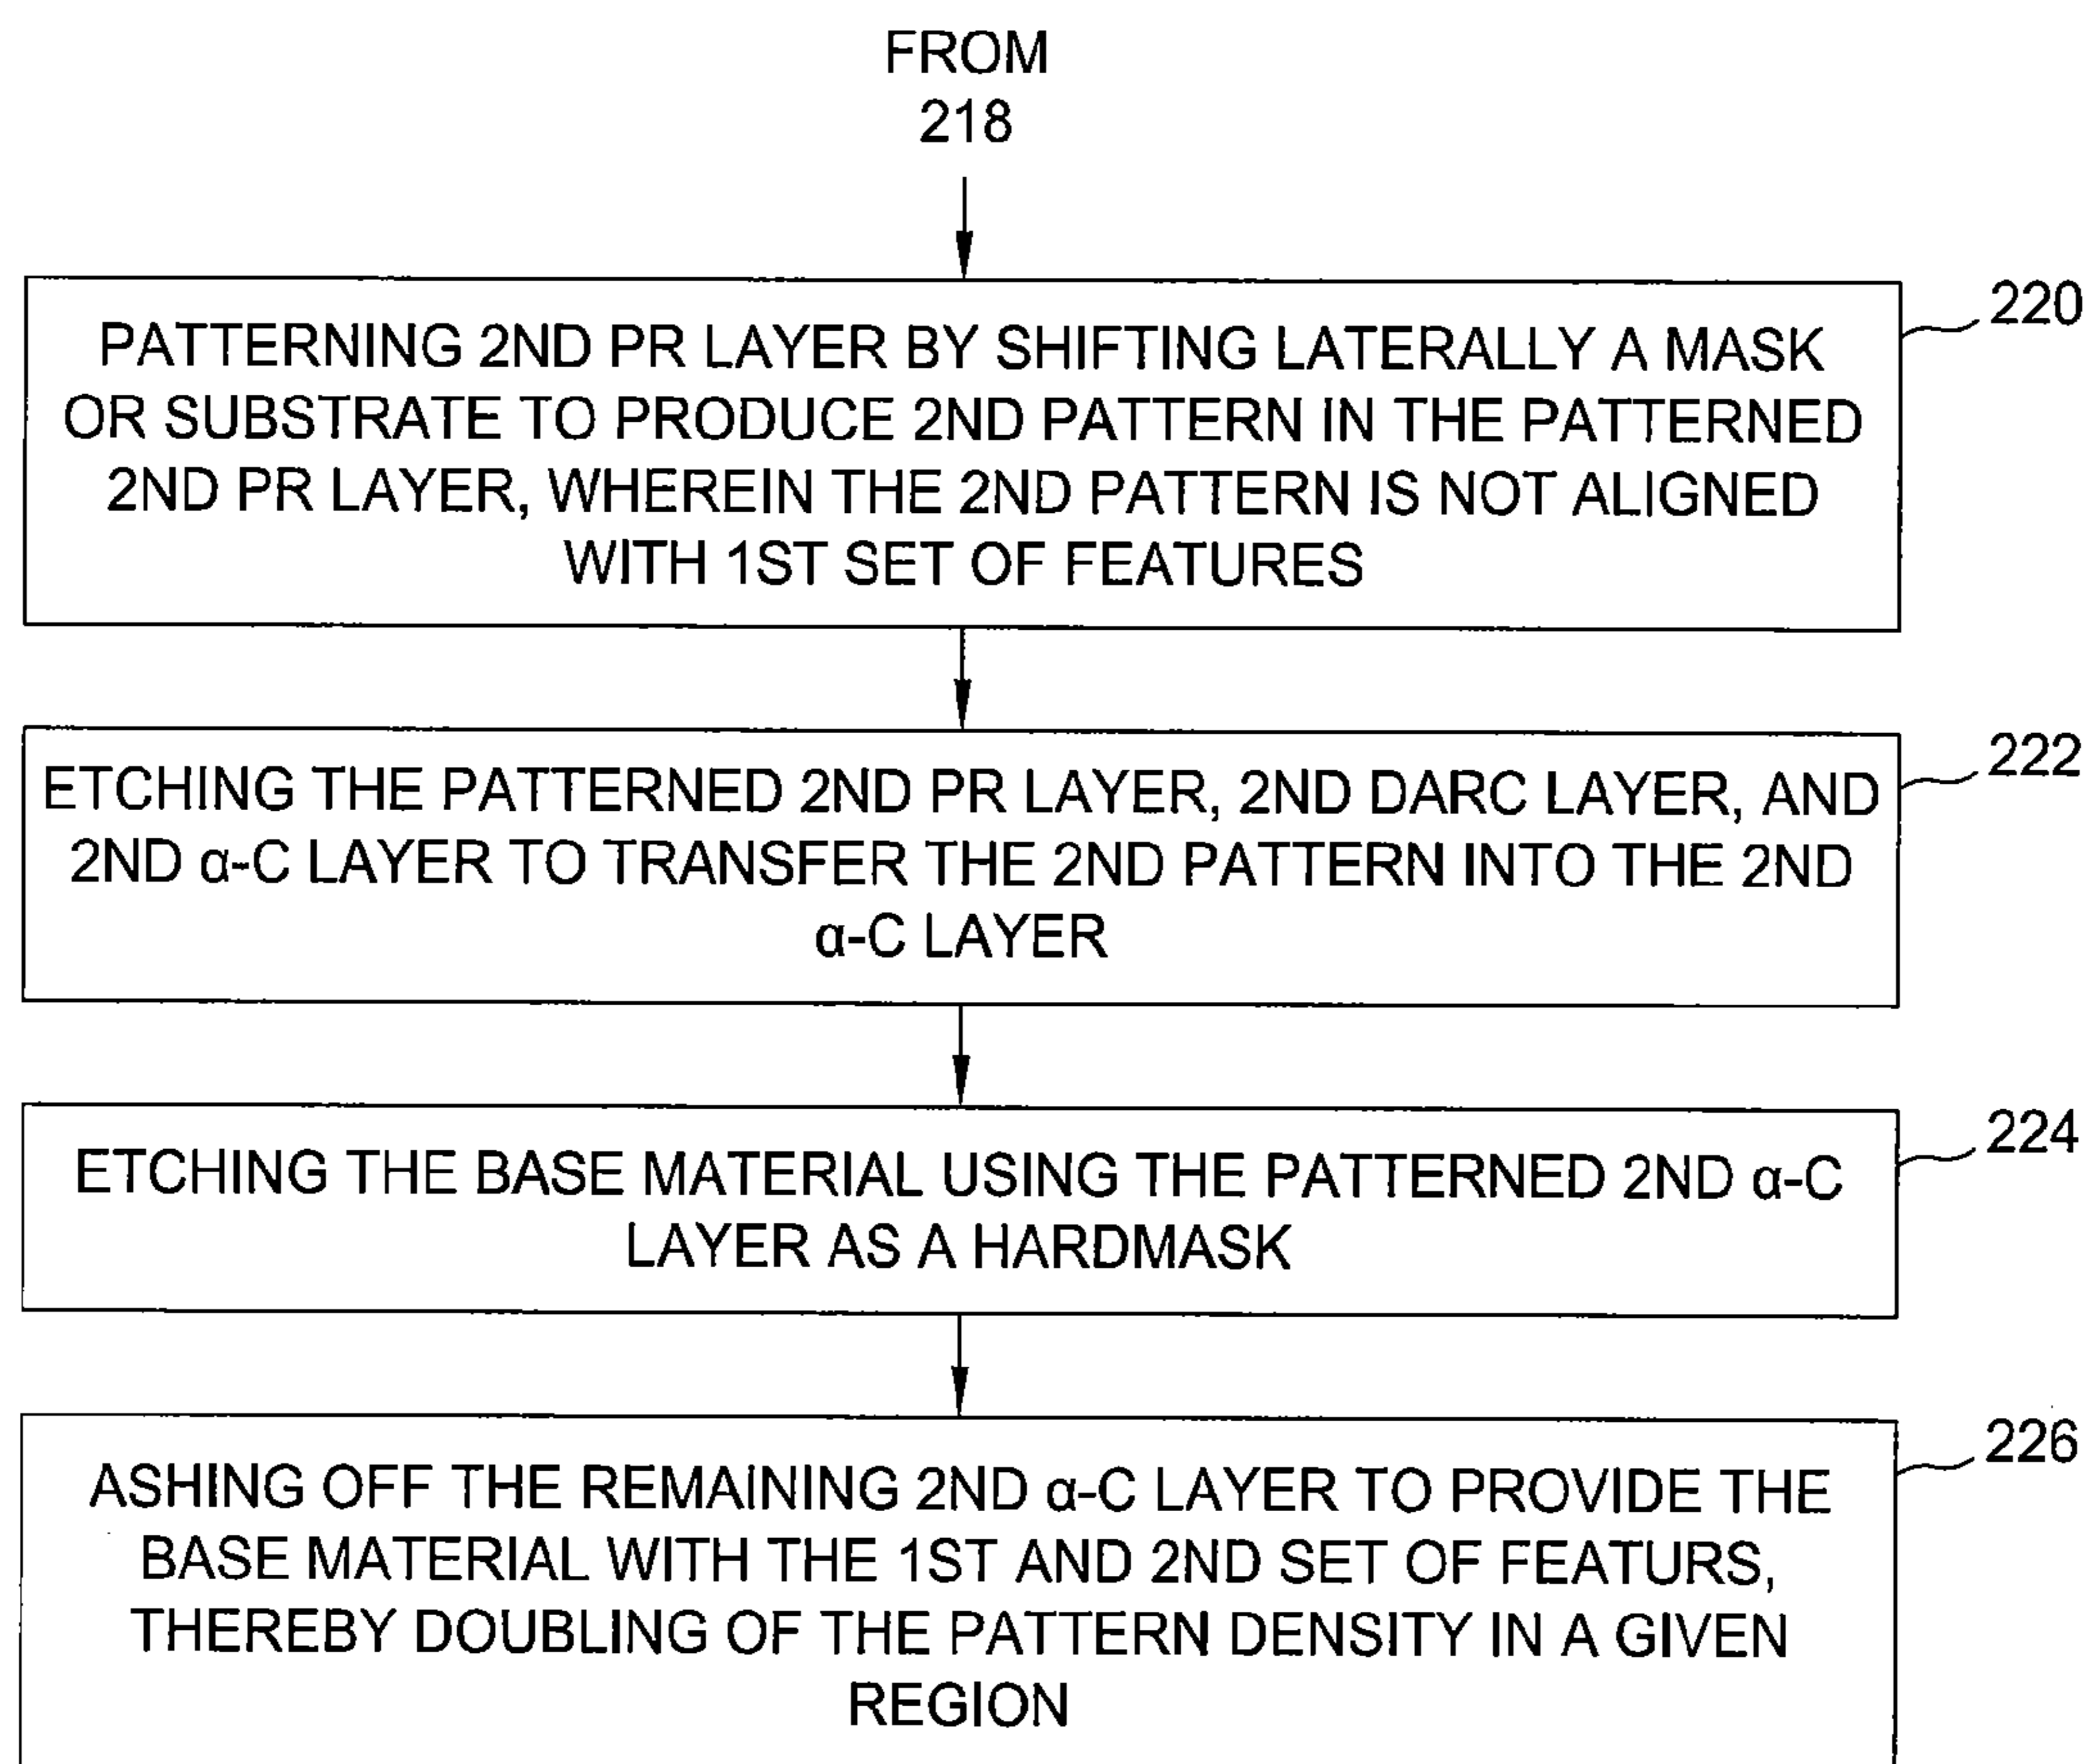 FROM
218
220
PATTERNING 2ND PR LAYER BY SHIFTING LATERALLY A MASK
OR SUBSTRATE TO PRODUCE 2ND PATTERN IN THE PATTERNED
2ND PR LAYER, WHEREIN THE 2ND PATTERN IS NOT ALIGNED
WITH 1ST SET OF FEATURES
222
ETCHING THE PATTERNED 2ND PR LAYER, 2ND DARC LAYER, AND
2ND α-C LAYER TO TRANSFER THE 2ND PATTERN INTO THE 2ND
α-C LAYER
224
ETCHING THE BASE MATERIAL USING THE PATTERNED 2ND α-C
LAYER AS A HARDMASK
226
ASHING OFF THE REMAINING 2ND α-C LAYER TO PROVIDE THE
BASE MATERIAL WITH THE 1ST AND 2ND SET OF FEATURS,
THEREBY DOUBLING OF THE PATTERN DENSITY IN A GIVEN
REGION